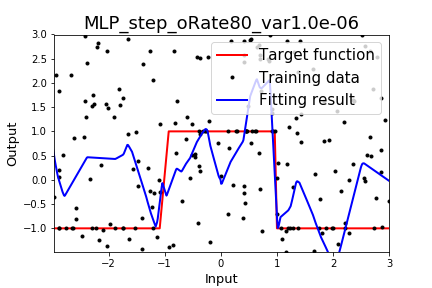 MLP_step_oRate80_var1.0e-06
Target function
Training data
Fitting result
Output
3.0
2.5
2.0
1.5
1.0
0.5
0.0
−0.5
−1.0
−2 −1 0 1 2 3
Input